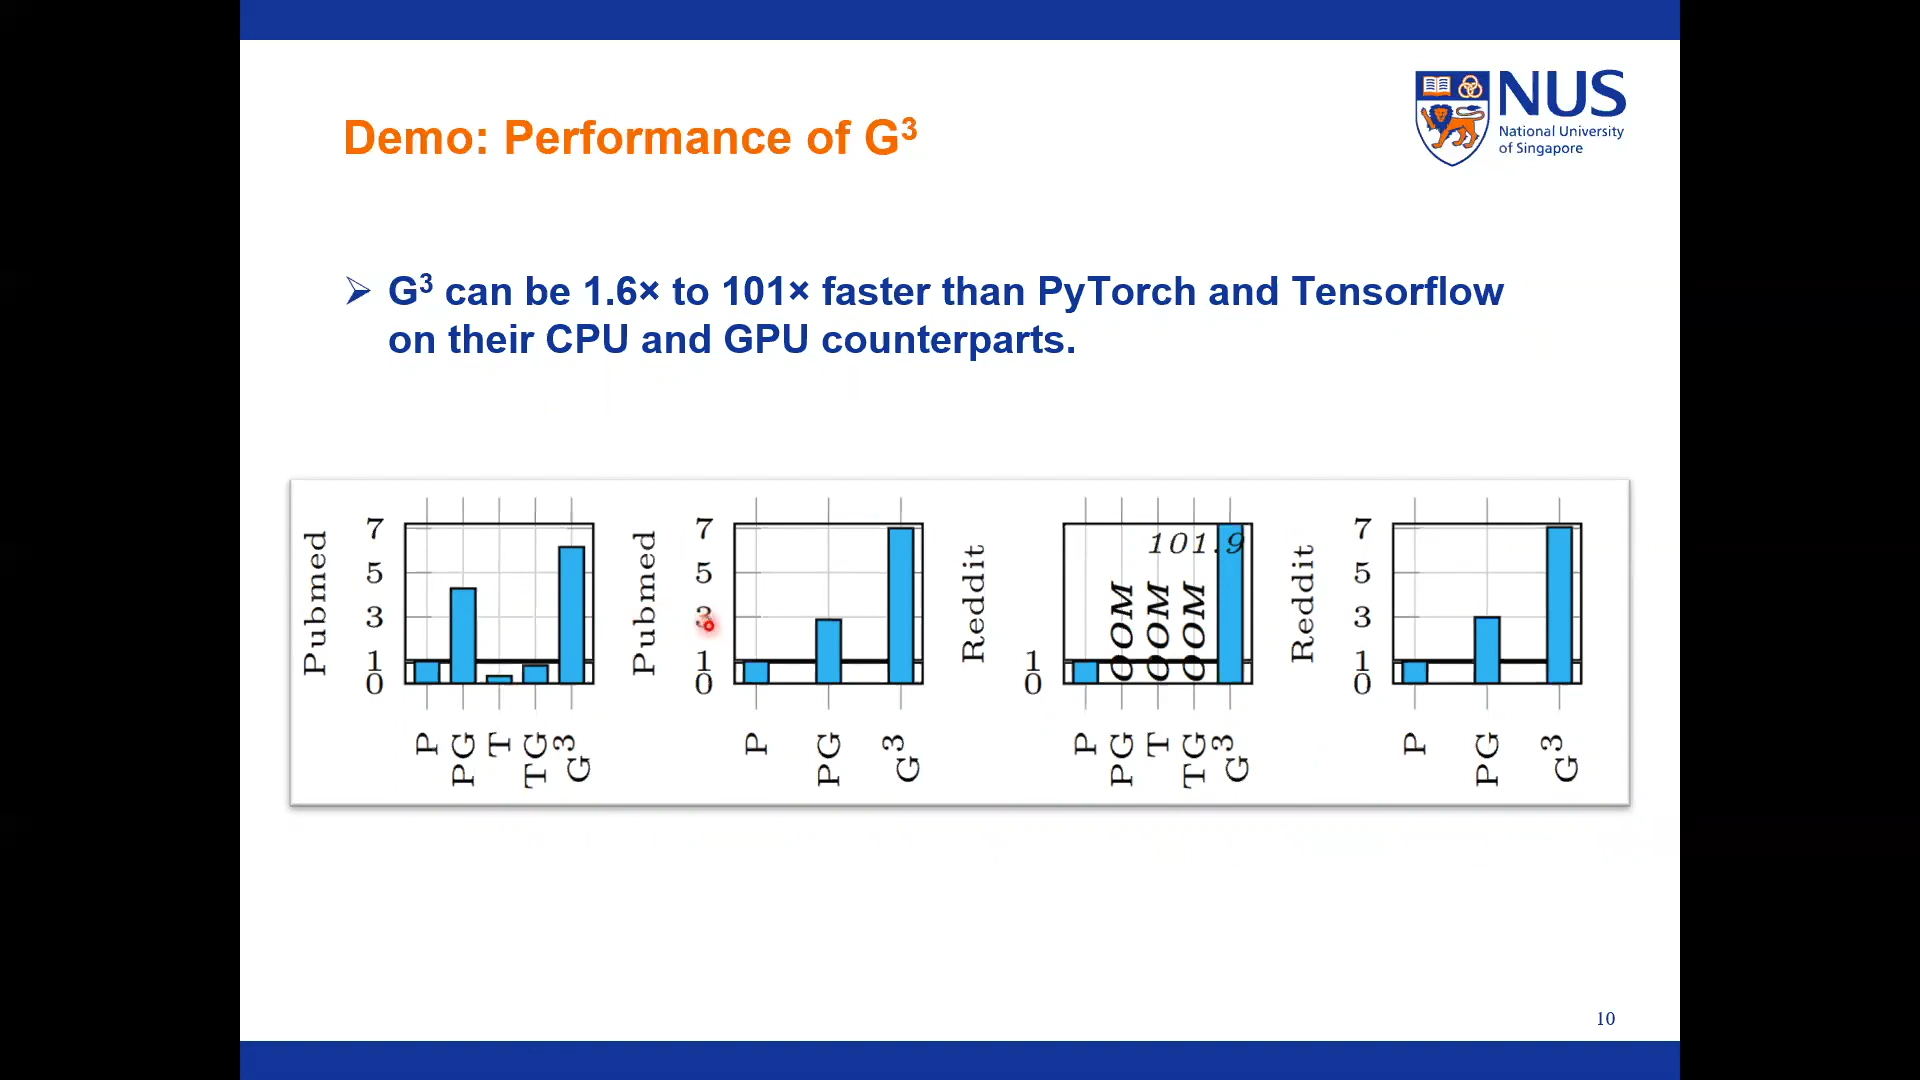 NUS
National University
of Singapore
Demo: Performance of G³
➢ G³ can be 1.6× to 101× faster than PyTorch and Tensorflow
on their CPU and GPU counterparts.
Pubmed
7
5
3
1
0
P PG T TG G³
Pubmed
7
5
3
1
0
P PG G³
Reddit
101.9
OOM OOM OOM
1
0
P PG T TG G³
Reddit
7
5
3
1
0
P PG G³
10